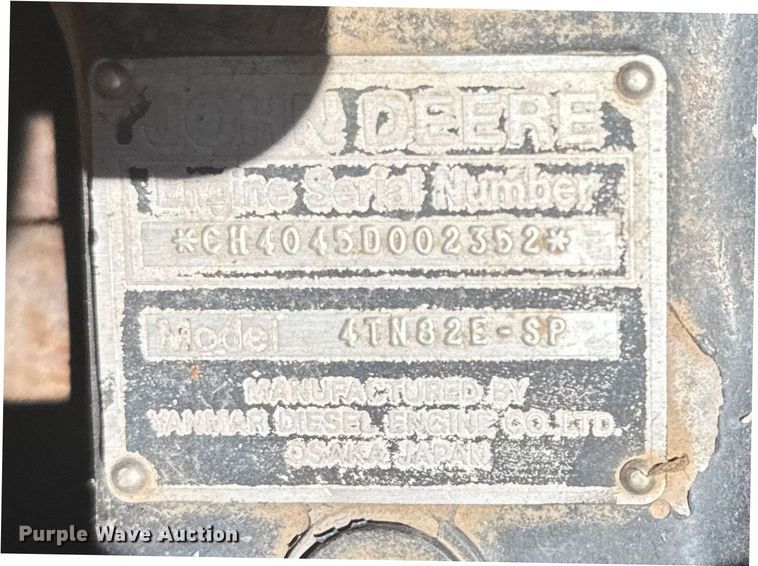 JOHN DEERE
Engine Serial Number
*CH4045D002352*
Model 4TN82E-SP
MANUFACTURED BY
YANMAR DIESEL ENGINE CO.,LTD.
OSAKA JAPAN
Purple Wave Auction